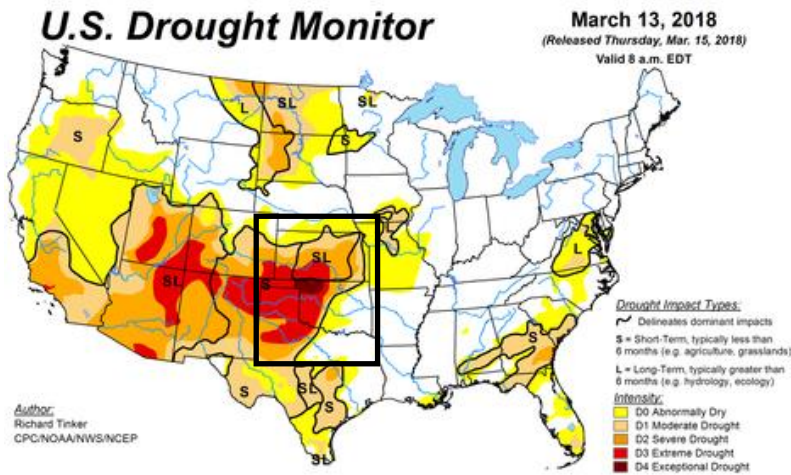 U.S. Drought Monitor
March 13, 2018
(Released Thursday, Mar. 15, 2018)
Valid 8 a.m. EDT
L
SL
SL
S
S
L
SL
SL
S
S
S
SL
S
SL
Drought Impact Types:
Delineates dominant impacts
S = Short-Term, typically less than
6 months (e.g. agriculture, grasslands)
L = Long-Term, typically greater than
6 months (e.g. hydrology, ecology)
Intensity:
D0 Abnormally Dry
D1 Moderate Drought
D2 Severe Drought
D3 Extreme Drought
D4 Exceptional Drought
Author:
Richard Tinker
CPC/NOAA/NWS/NCEP